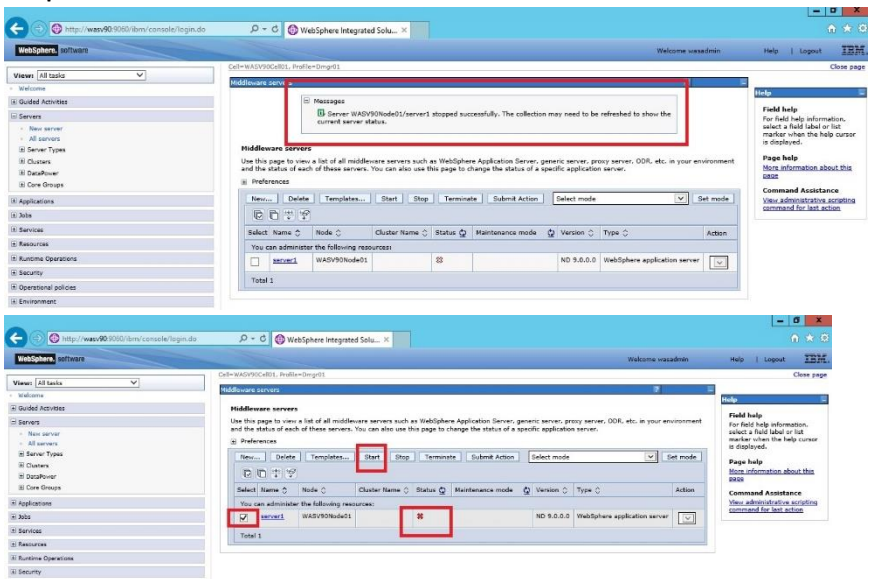 http://wasv90:9060/ibm/console/login.do
WebSphere Integrated Solu...
WebSphere. software
Welcome wasadmin
Help | Logout
IBM.
Cell=WASV90Cell01, Profile=Dmgr01
Close page
View: All tasks
Welcome
Guided Activities
Servers
New server
All servers
Server Types
Clusters
DataPower
Core Groups
Applications
Jobs
Services
Resources
Runtime Operations
Security
Operational policies
Environment
Middleware servers
Messages
Server WASV90Node01/server1 stopped successfully. The collection may need to be refreshed to show the
current server status.
Middleware servers
Use this page to view a list of all middleware servers such as WebSphere Application Server, generic server, proxy server, ODR, etc. in your environment
and the status of each of these servers. You can also use this page to change the status of a specific application server.
Preferences
New... Delete Templates... Start Stop Terminate Submit Action Select mode Set mode
Select Name Node Cluster Name Status Maintenance mode Version Type Action
You can administer the following resources:
server1 WASV90Node01 ND 9.0.0.0 WebSphere application server
Total 1
Help
Field help
For field help information,
select a field label or list
marker when the help cursor
is displayed.
Page help
More information about this
page
Command Assistance
View administrative scripting
command for last action
http://wasv90:9060/ibm/console/login.do
WebSphere Integrated Solu...
WebSphere. software
Welcome wasadmin
Help | Logout
IBM.
Cell=WASV90Cell01, Profile=Dmgr01
Close page
View: All tasks
Welcome
Guided Activities
Servers
New server
All servers
Server Types
Clusters
DataPower
Core Groups
Applications
Jobs
Services
Resources
Runtime Operations
Security
Middleware servers
Middleware servers
Use this page to view a list of all middleware servers such as WebSphere Application Server, generic server, proxy server, ODR, etc. in your environment
and the status of each of these servers. You can also use this page to change the status of a specific application server.
Preferences
New... Delete Templates... Start Stop Terminate Submit Action Select mode Set mode
Select Name Node Cluster Name Status Maintenance mode Version Type Action
You can administer the following resources:
server1 WASV90Node01 ND 9.0.0.0 WebSphere application server
Total 1
Help
Field help
For field help information,
select a field label or list
marker when the help cursor
is displayed.
Page help
More information about this
page
Command Assistance
View administrative scripting
command for last action